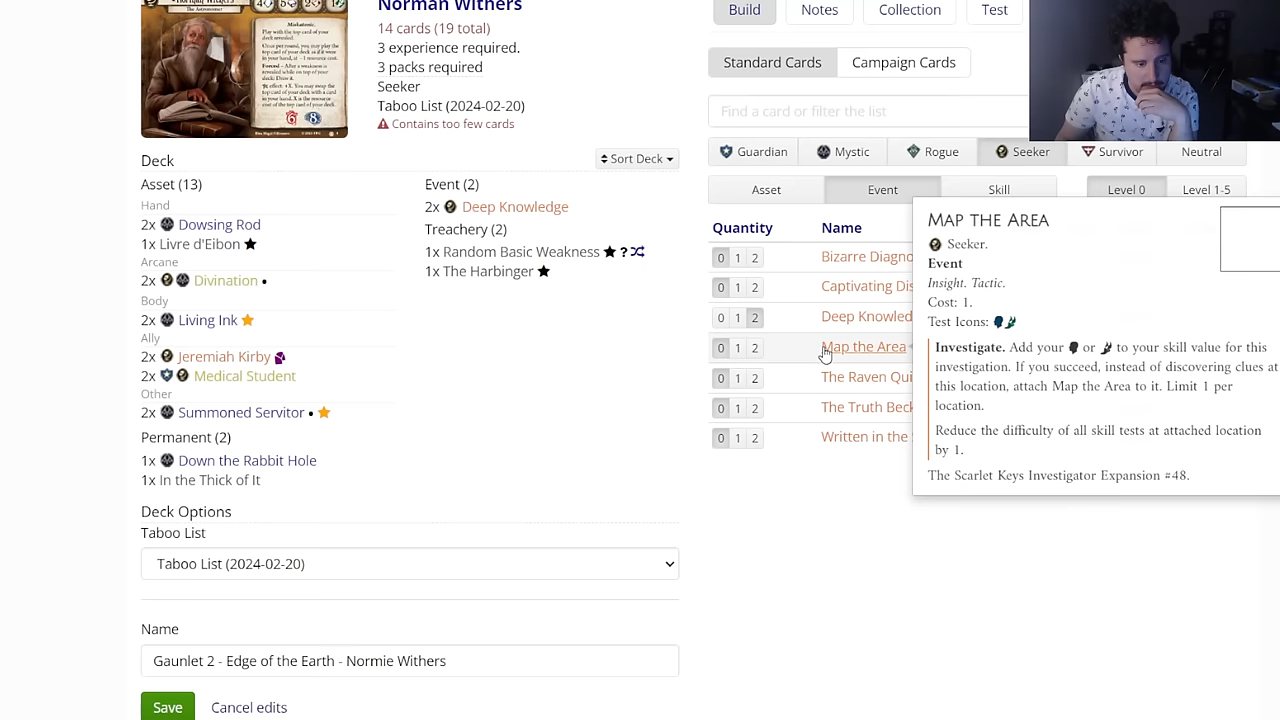 Norman Withers
The Astronomer
Miskatonic.
14 cards (19 total)
3 experience required.
3 packs required
Seeker
Taboo List (2024-02-20)
Contains too few cards
Deck
Sort Deck
Asset (13)
Hand
2x Dowsing Rod
1x Livre d'Eibon
Arcane
2x Divination •
Body
2x Living Ink
Ally
2x Jeremiah Kirby
2x Medical Student
Other
2x Summoned Servitor •
Permanent (2)
1x Down the Rabbit Hole
1x In the Thick of It
Event (2)
2x Deep Knowledge
Treachery (2)
1x Random Basic Weakness ?
1x The Harbinger
Deck Options
Taboo List
Taboo List (2024-02-20)
Name
Gaunlet 2 - Edge of the Earth - Normie Withers
Save Cancel edits
Build Notes Collection Test
Standard Cards Campaign Cards
Find a card or filter the list
Guardian Mystic Rogue Seeker Survivor Neutral
Asset Event Skill Level 0 Level 1-5
Quantity Name
0 1 2 Bizarre Diagno
0 1 2 Captivating Dis
0 1 2 Deep Knowled
0 1 2 Map the Area
0 1 2 The Raven Qui
0 1 2 The Truth Beck
0 1 2 Written in the
Map the Area
Seeker.
Event
Insight. Tactic.
Cost: 1.
Test Icons:
Investigate. Add your or to your skill value for this
investigation. If you succeed, instead of discovering clues at
this location, attach Map the Area to it. Limit 1 per
location.
Reduce the difficulty of all skill tests at attached location
by 1.
The Scarlet Keys Investigator Expansion #48.